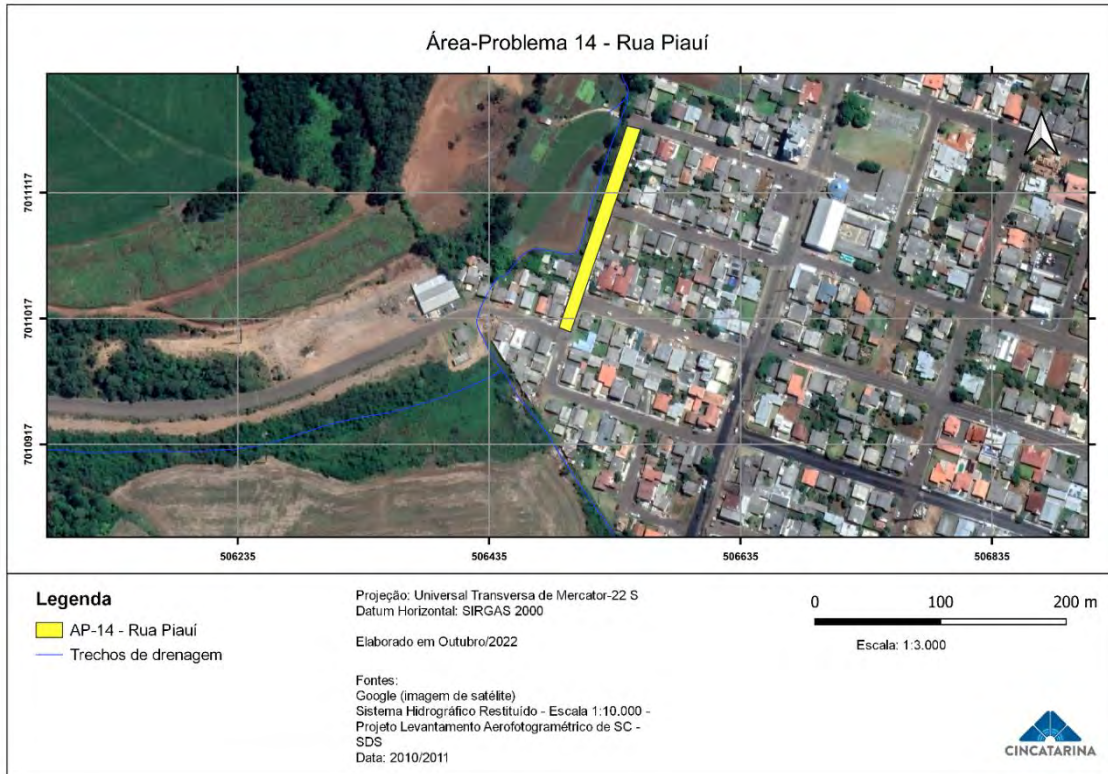 Área-Problema 14 - Rua Piauí
7011117
7011017
7010917
506235
506435
506635
506835
Legenda
AP-14 - Rua Piauí
Trechos de drenagem
Projeção: Universal Transversa de Mercator-22 S
Datum Horizontal: SIRGAS 2000
Elaborado em Outubro/2022
Fontes:
Google (imagem de satélite)
Sistema Hidrográfico Restituído - Escala 1:10.000 -
Projeto Levantamento Aerofotogramétrico de SC -
SDS
Data: 2010/2011
0 100 200 m
Escala: 1:3.000
CINCATARINA